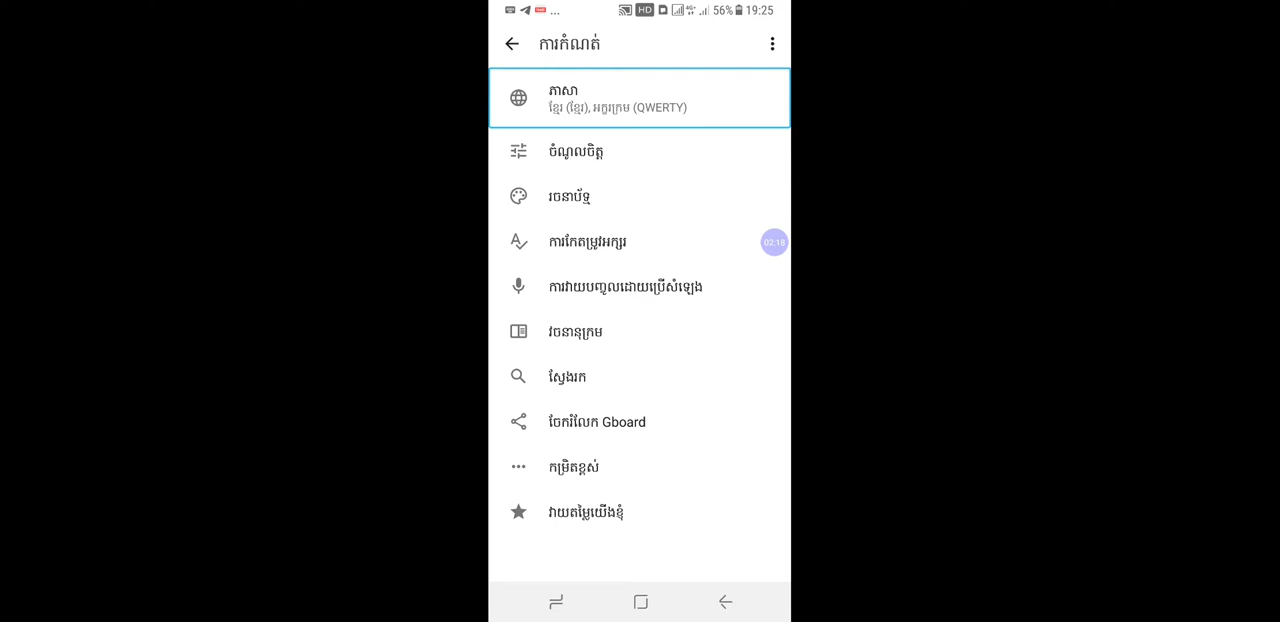 ... HD 4G+ 56% 19:25
ការកំណត់
ភាសា
ខ្មែរ (ខ្មែរ), អក្ខរក្រម (QWERTY)
ចំណូលចិត្ត
រចនាប័ទ្ម
ការកែតម្រូវអក្សរ
02:18
ការវាយបញ្ចូលដោយប្រើសំឡេង
វចនានុក្រម
ស្វែងរក
ចែករំលែក Gboard
កម្រិតខ្ពស់
វាយតម្លៃយើងខ្ញុំ